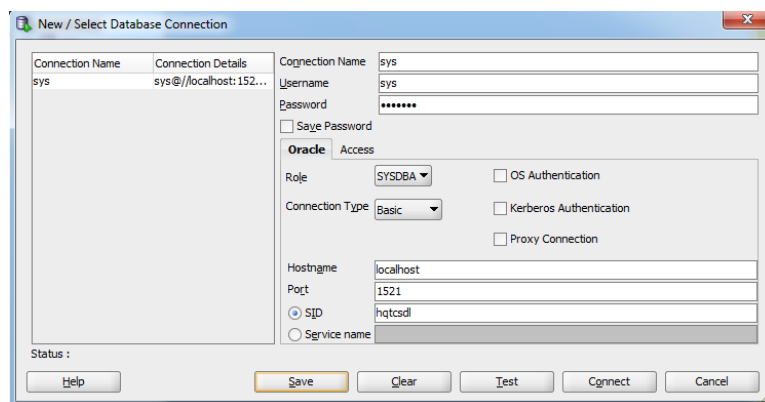 New / Select Database Connection
Connection Name Connection Details
sys sys@//localhost:152...
Connection Name sys
Username sys
Password •••••••
Save Password
Oracle Access
Role SYSDBA OS Authentication
Connection Type Basic Kerberos Authentication
Proxy Connection
Hostname localhost
Port 1521
SID hqtcsdl
Service name
Status :
Help Save Clear Test Connect Cancel